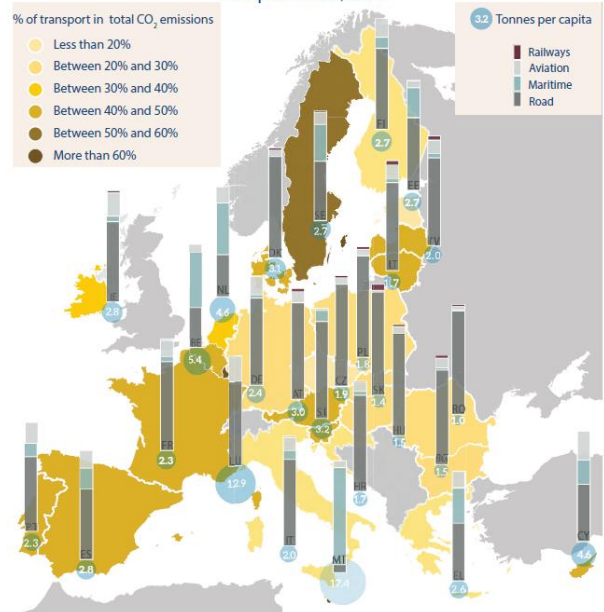 % of transport in total CO₂ emissions
Less than 20%
Between 20% and 30%
Between 30% and 40%
Between 40% and 50%
Between 50% and 60%
More than 60%
3.2 Tonnes per capita
Railways
Aviation
Maritime
Road
FI
2.7
EE
2.7
SE
2.7
LV
2.0
LT
1.7
DK
3.1
IE
2.8
NL
4.6
BE
5.4
DE
2.4
PL
1.8
CZ
1.9
SK
1.4
AT
3.0
SI
3.2
HU
1.5
RO
1.0
BG
1.5
FR
2.3
LU
12.9
HR
1.7
PT
2.3
ES
2.8
IT
2.0
MT
17.4
EL
2.6
CY
4.6